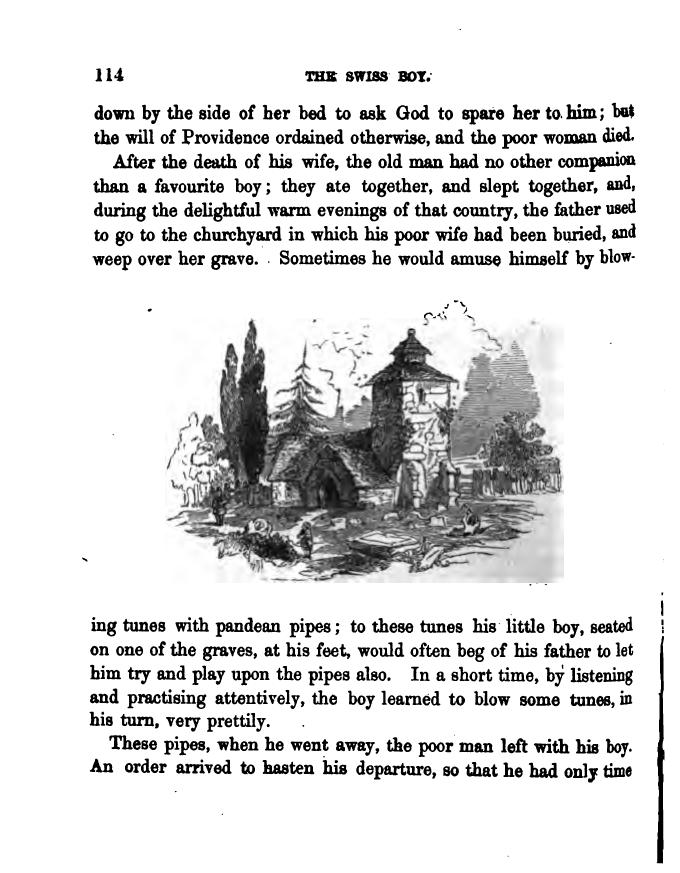 114 THE SWISS BOY.
down by the side of her bed to ask God to spare her to him; but
the will of Providence ordained otherwise, and the poor woman died.
After the death of his wife, the old man had no other companion
than a favourite boy; they ate together, and slept together, and,
during the delightful warm evenings of that country, the father used
to go to the churchyard in which his poor wife had been buried, and
weep over her grave. Sometimes he would amuse himself by blow-
ing tunes with pandean pipes; to these tunes his little boy, seated
on one of the graves, at his feet, would often beg of his father to let
him try and play upon the pipes also. In a short time, by listening
and practising attentively, the boy learned to blow some tunes, in
his turn, very prettily.
These pipes, when he went away, the poor man left with his boy.
An order arrived to hasten his departure, so that he had only time